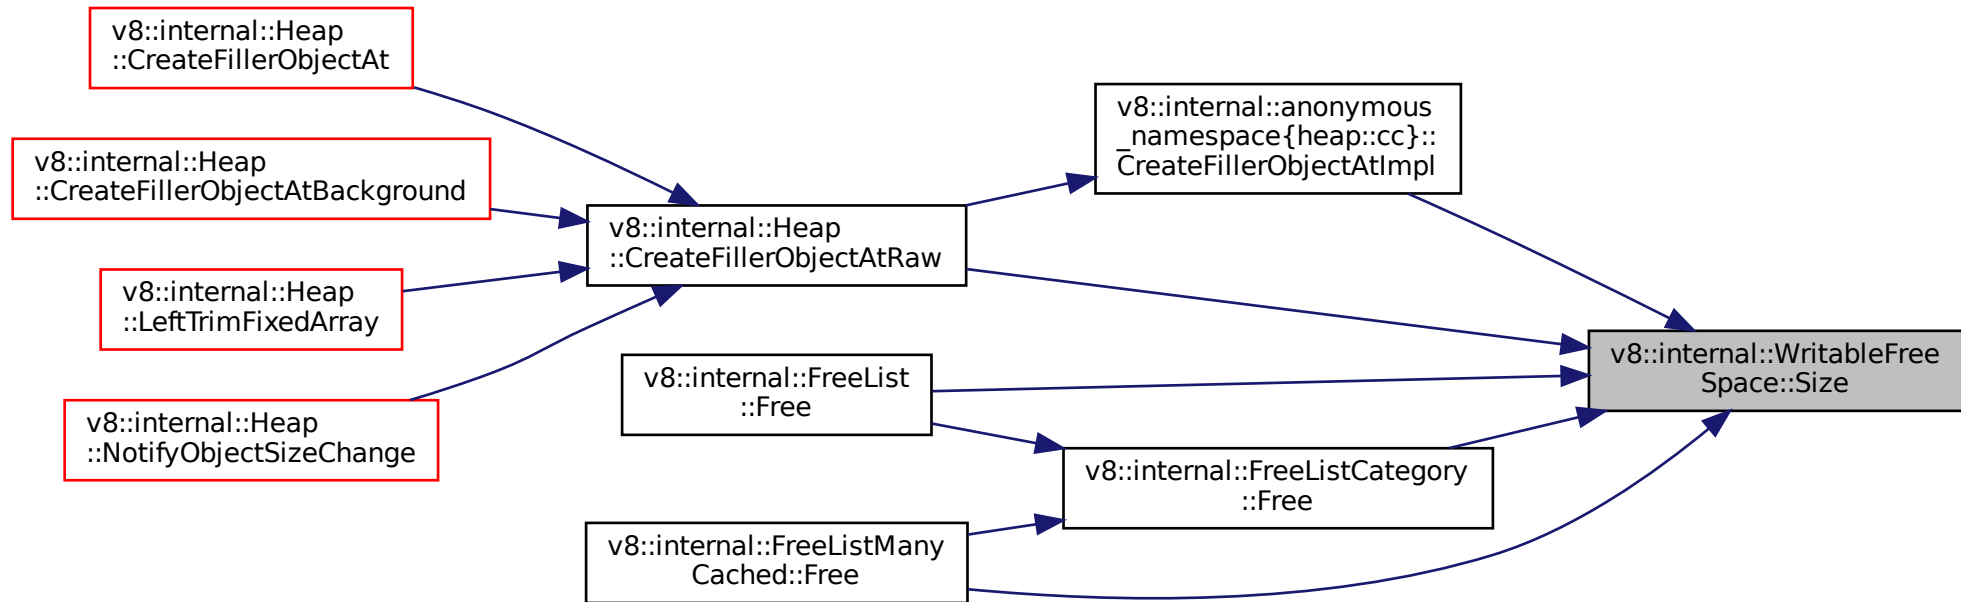 v8::internal::Heap
::CreateFillerObjectAt
v8::internal::Heap
::CreateFillerObjectAtBackground
v8::internal::Heap
::LeftTrimFixedArray
v8::internal::Heap
::NotifyObjectSizeChange
v8::internal::Heap
::CreateFillerObjectAtRaw
v8::internal::FreeList
::Free
v8::internal::FreeListMany
Cached::Free
v8::internal::anonymous
_namespace{heap::cc}::
CreateFillerObjectAtImpl
v8::internal::FreeListCategory
::Free
v8::internal::WritableFree
Space::Size